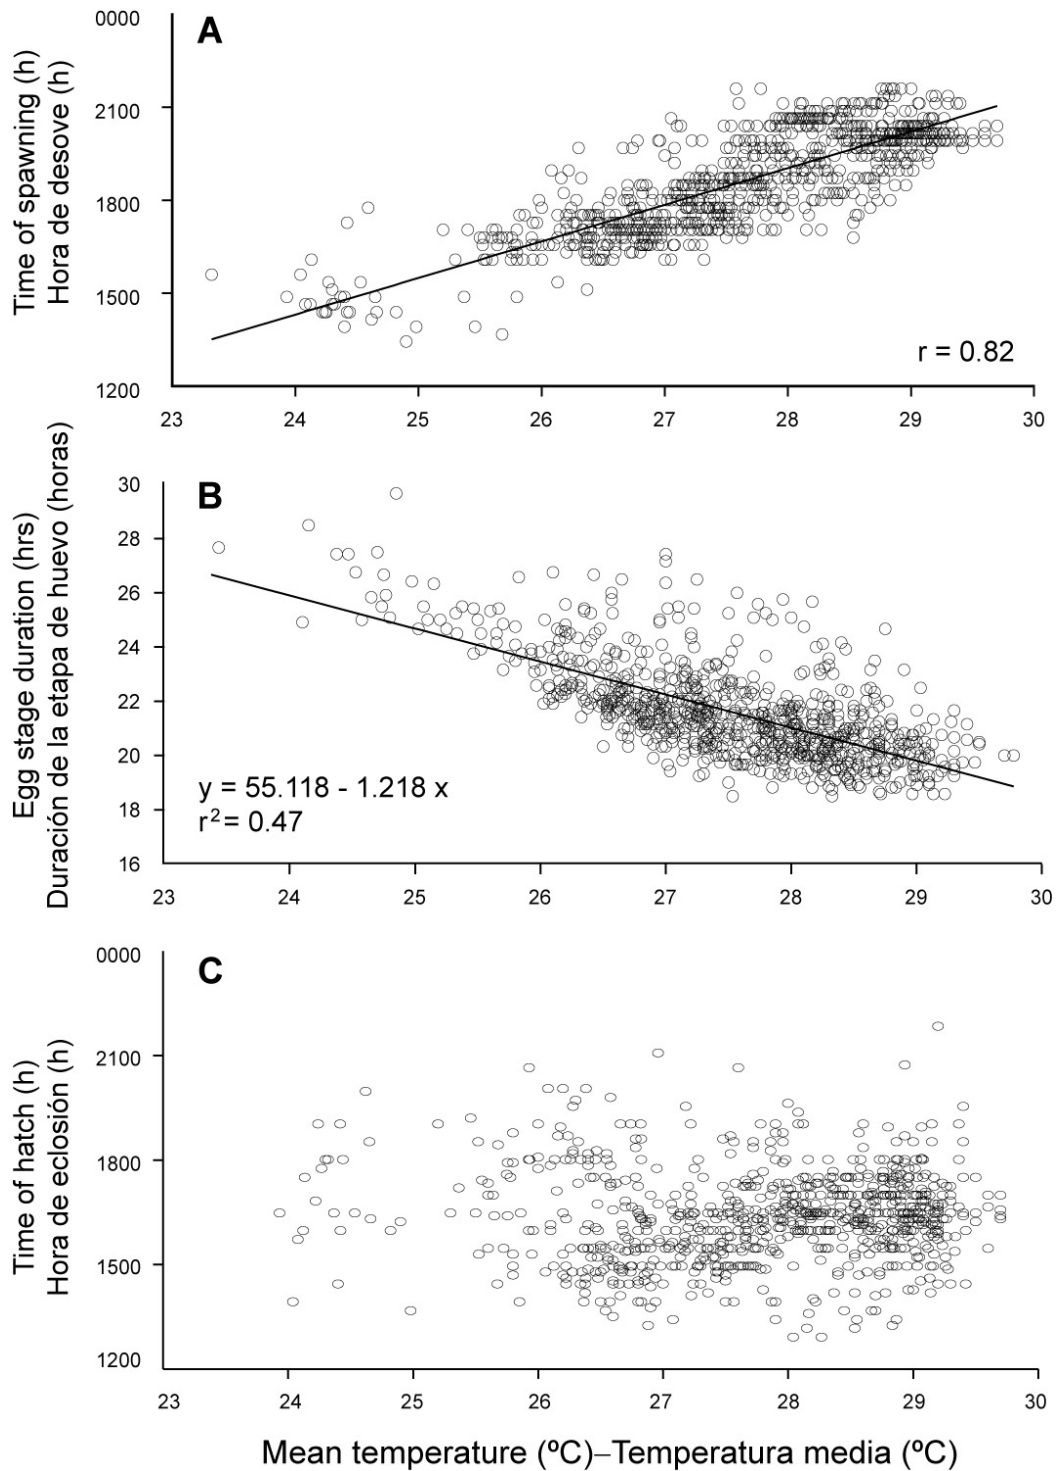 A
Time of spawning (h)
Hora de desove (h)
0000
2100
1800
1500
1200
r = 0.82
23 24 25 26 27 28 29 30
B
Egg stage duration (hrs)
Duración de la etapa de huevo (horas)
30
28
26
24
22
20
18
16
y = 55.118 - 1.218 x
r² = 0.47
23 24 25 26 27 28 29 30
C
Time of hatch (h)
Hora de eclosión (h)
0000
2100
1800
1500
1200
23 24 25 26 27 28 29 30
Mean temperature (ºC)–Temperatura media (ºC)